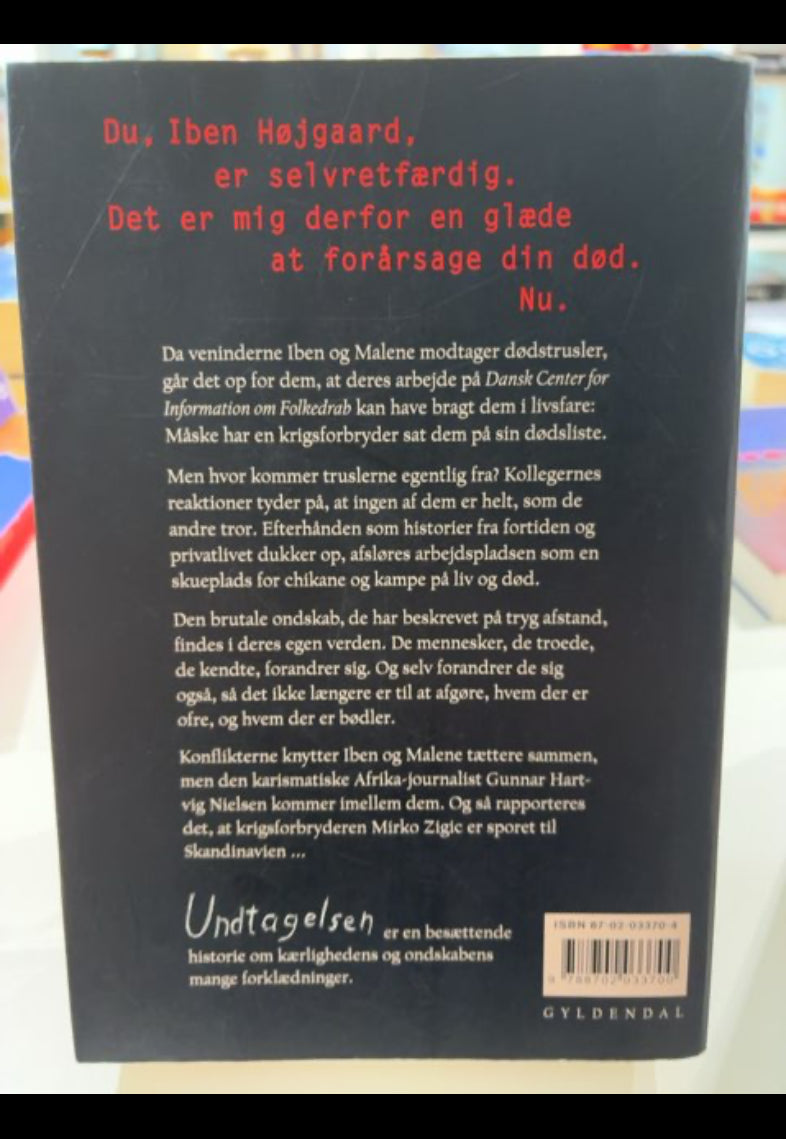 Du, Iben Højgaard,
er selvretfærdig.
Det er mig derfor en glæde
at forårsage din død.
Nu.
Da veninderne Iben og Malene modtager dødstrusler,
går det op for dem, at deres arbejde på Dansk Center for
Information om Folkedrab kan have bragt dem i livsfare:
Måske har en krigsforbryder sat dem på sin dødsliste.
Men hvor kommer truslerne egentlig fra? Kollegernes
reaktioner tyder på, at ingen af dem er helt, som de
andre tror. Efterhånden som historier fra fortiden og
privatlivet dukker op, afsløres arbejdspladsen som en
skueplads for chikane og kampe på liv og død.
Den brutale ondskab, de har beskrevet på tryg afstand,
findes i deres egen verden. De mennesker, de troede,
de kendte, forandrer sig. Og selv forandrer de sig
også, så det ikke længere er til at afgøre, hvem der er
ofre, og hvem der er bødler.
Konflikterne knytter Iben og Malene tættere sammen,
men den karismatiske Afrika-journalist Gunnar Hart-
vig Nielsen kommer imellem dem. Og så rapporteres
det, at krigsforbryderen Mirko Zigic er sporet til
Skandinavien ...
Undtagelsen er en besættende
historie om kærlighedens og ondskabens
mange forklædninger.
ISBN 87-02-03370-4
9 788702 033700
GYLDENDAL